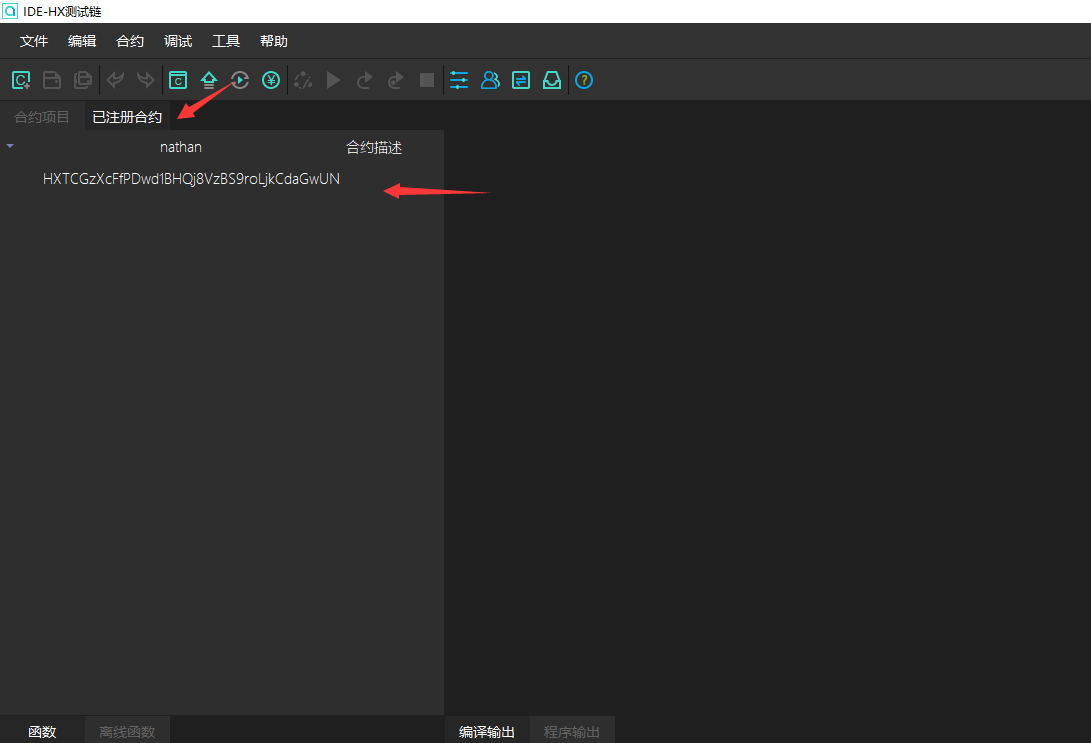 IDE-HX测试链
文件 编辑 合约 调试 工具 帮助
合约项目 已注册合约
nathan 合约描述
HXTCGzXcFfPDwd1BHQj8VzBS9roLjkCdaGwUN
函数 离线函数 编译输出 程序输出